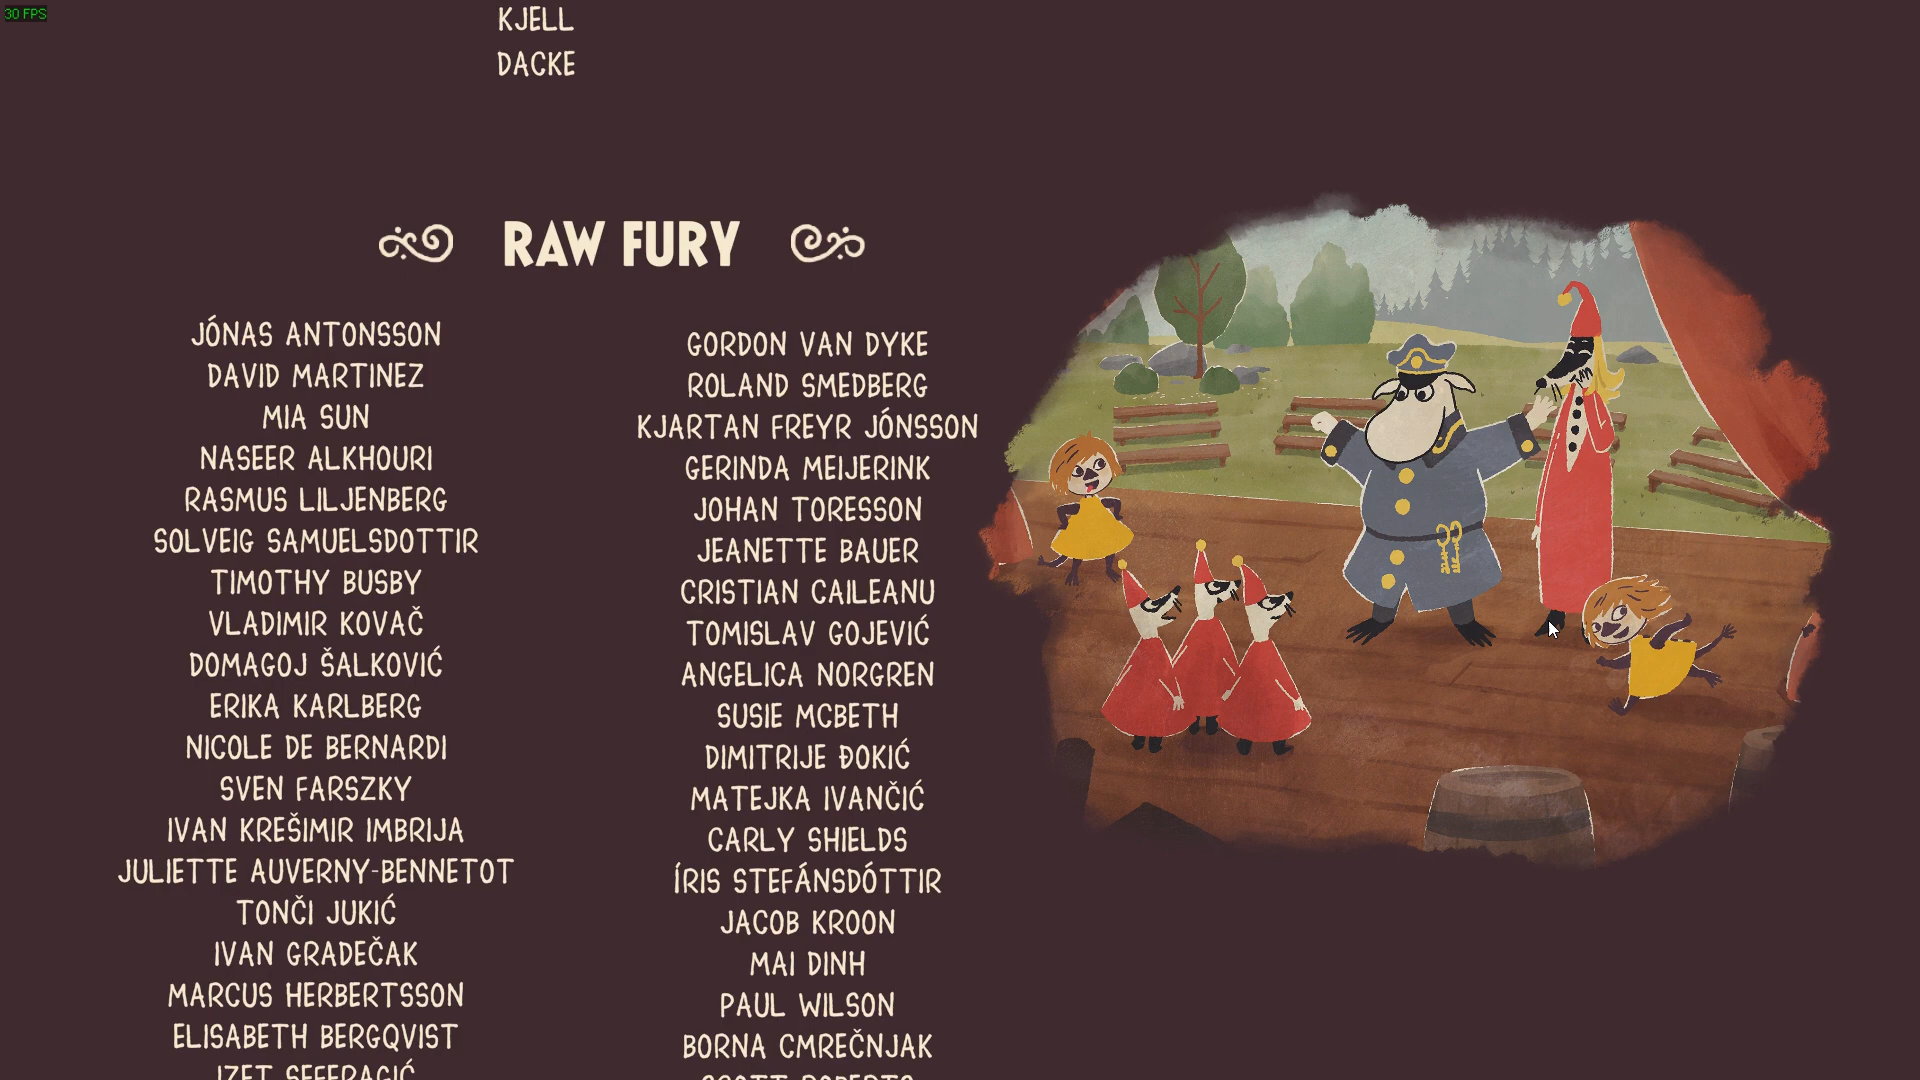 30 FPS
KJELL
DACKE
RAW FURY
JÓNAS ANTONSSON
DAVID MARTINEZ
MIA SUN
NASEER ALKHOURI
RASMUS LILJENBERG
SOLVEIG SAMUELSDOTTIR
TIMOTHY BUSBY
VLADIMIR KOVAČ
DOMAGOJ ŠALKOVIĆ
ERIKA KARLBERG
NICOLE DE BERNARDI
SVEN FARSZKY
IVAN KREŠIMIR IMBRIJA
JULIETTE AUVERNY-BENNETOT
TONČI JUKIĆ
IVAN GRADEČAK
MARCUS HERBERTSSON
ELISABETH BERGQVIST
IZET SEFERAGIĆ
GORDON VAN DYKE
ROLAND SMEDBERG
KJARTAN FREYR JÓNSSON
GERINDA MEIJERINK
JOHAN TORESSON
JEANETTE BAUER
CRISTIAN CAILEANU
TOMISLAV GOJEVIĆ
ANGELICA NORGREN
SUSIE MCBETH
DIMITRIJE ĐOKIĆ
MATEJKA IVANČIĆ
CARLY SHIELDS
ÍRIS STEFÁNSDÓTTIR
JACOB KROON
MAI DINH
PAUL WILSON
BORNA CMREČNJAK